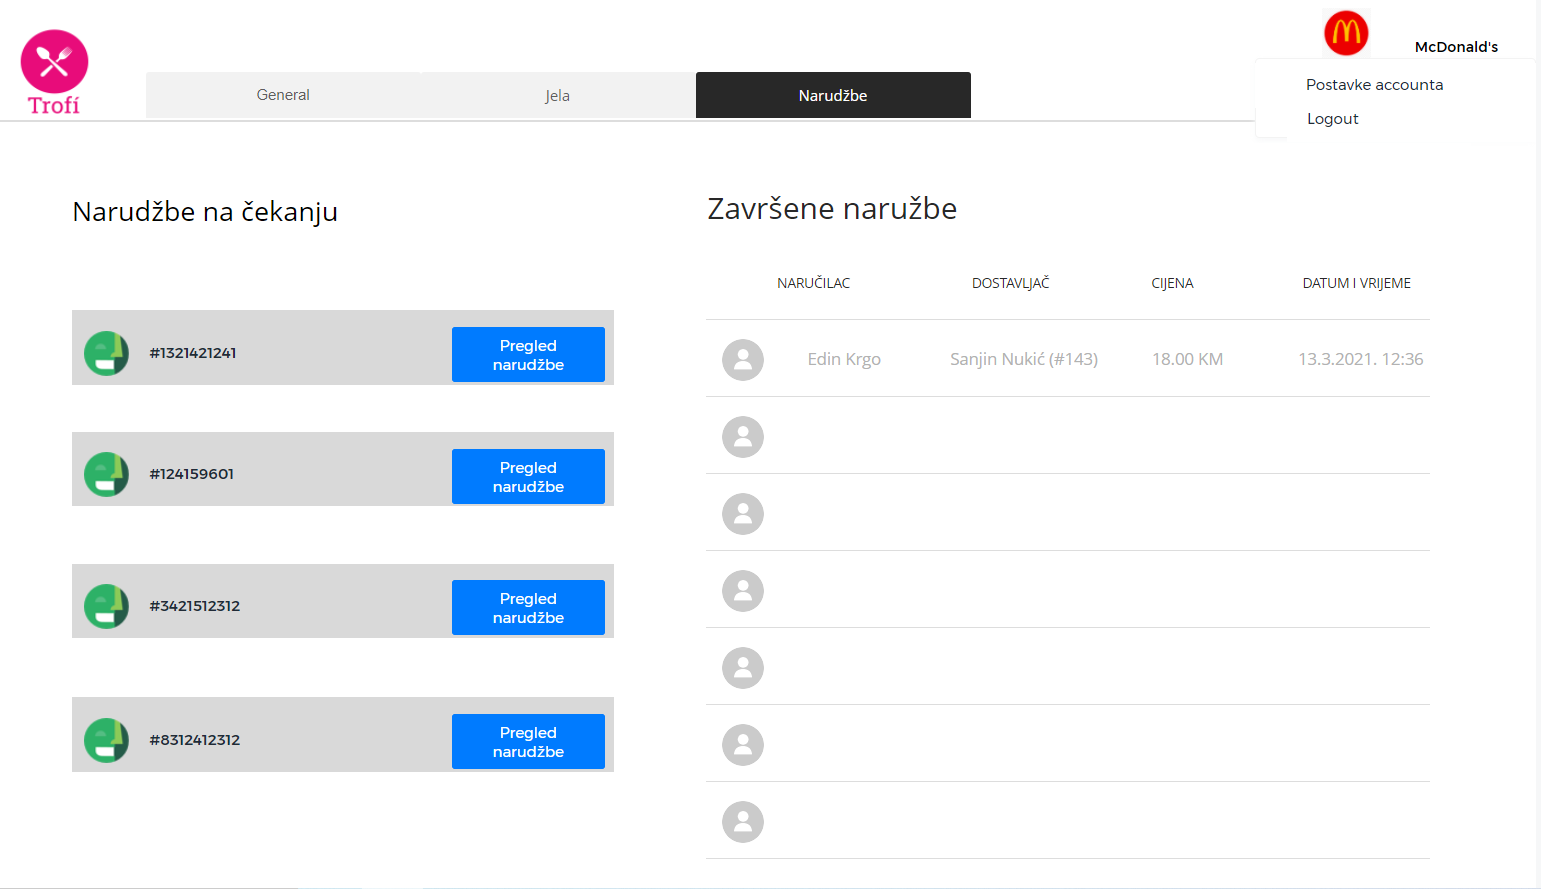 Trofí
General
Jela
Narudžbe
McDonald's
Postavke accounta
Logout
Narudžbe na čekanju
#1321421241
Pregled
narudžbe
#124159601
Pregled
narudžbe
#3421512312
Pregled
narudžbe
#8312412312
Pregled
narudžbe
Završene naružbe
NARUČILAC DOSTAVLJAČ CIJENA DATUM I VRIJEME
Edin Krgo Sanjin Nukić (#143) 18.00 KM 13.3.2021. 12:36